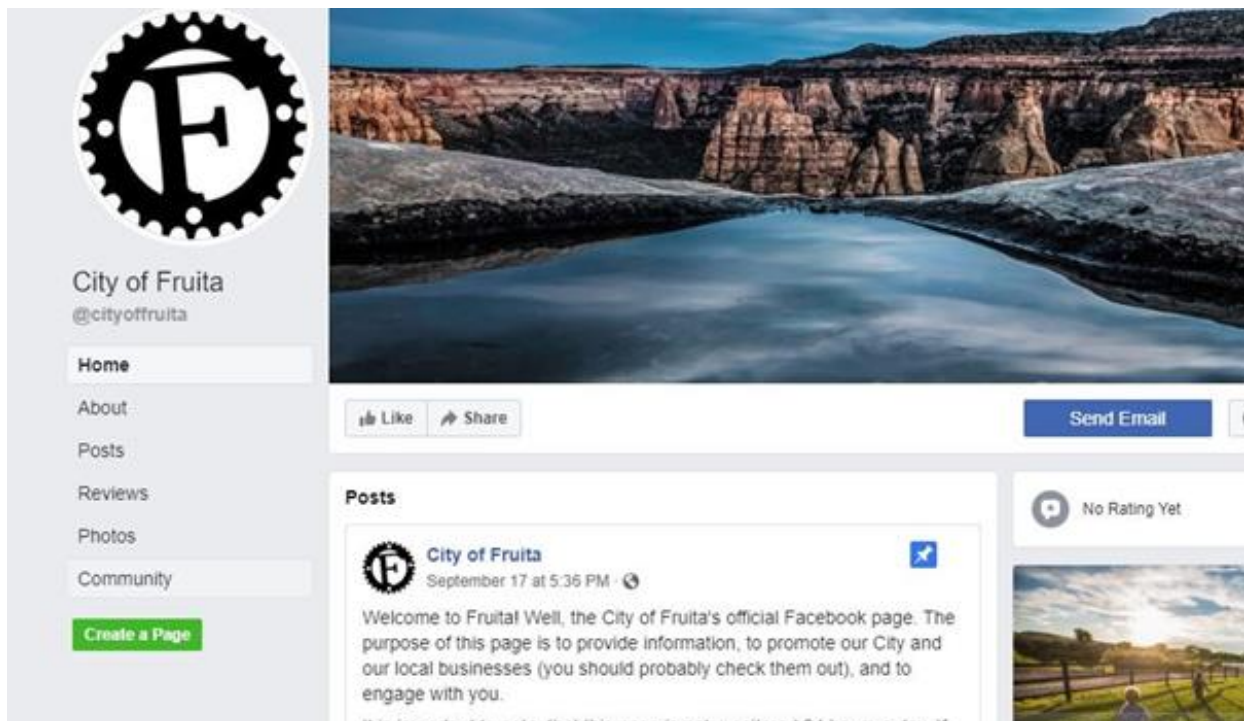 F
City of Fruita
@cityoffruita
Home
About
Posts
Reviews
Photos
Community
Create a Page
Like
Share
Send Email
Posts
City of Fruita
September 17 at 5:36 PM ·
Welcome to Fruita! Well, the City of Fruita's official Facebook page. The
purpose of this page is to provide information, to promote our City and
our local businesses (you should probably check them out), and to
engage with you.
No Rating Yet